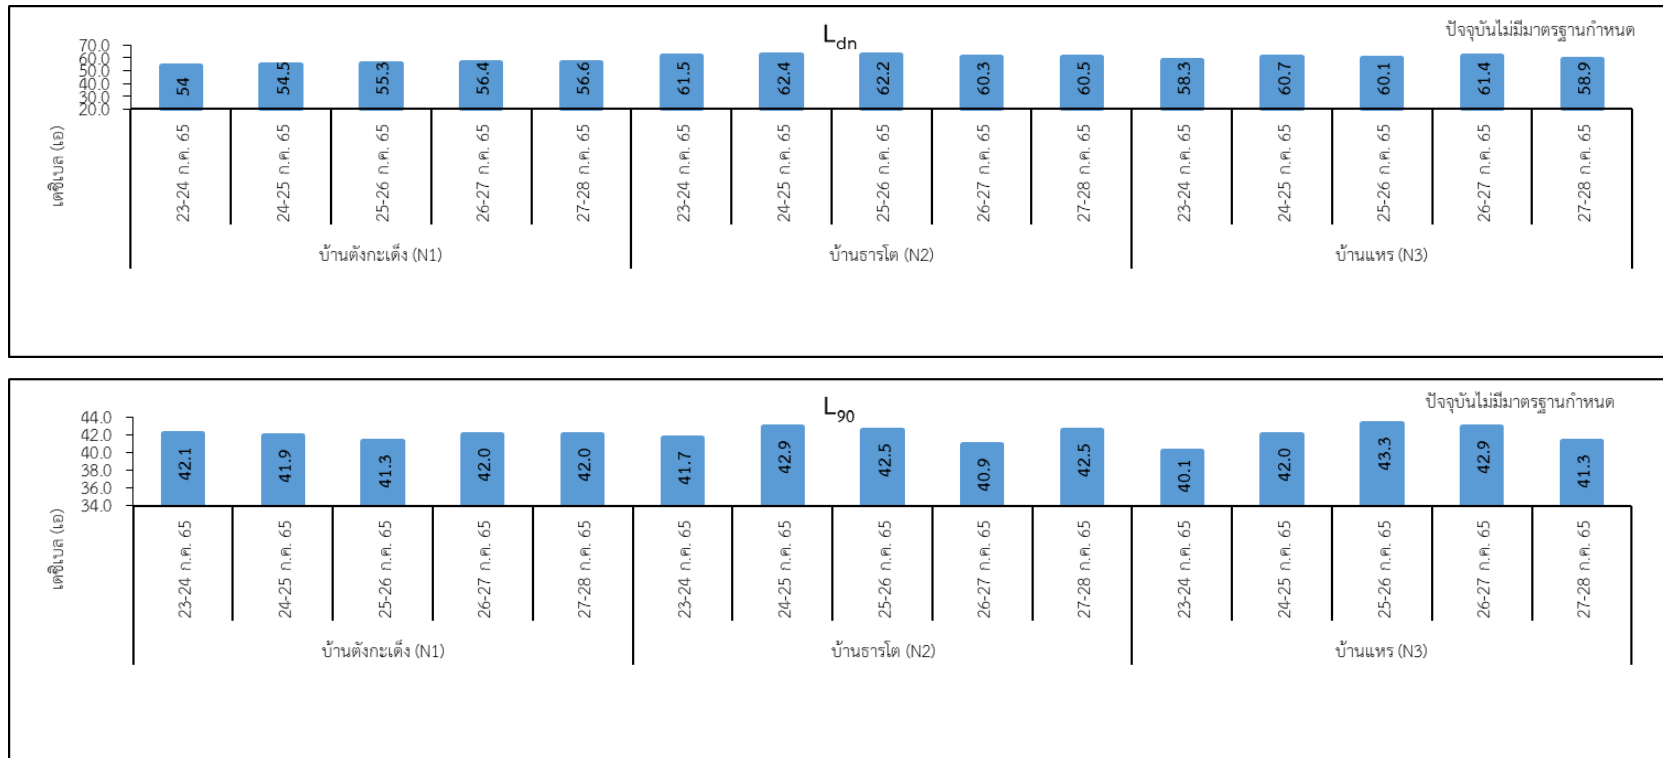 L_dn
ปัจจุบันไม่มีมาตรฐานกำหนด
เดซิเบล (เอ)
70.0
60.0
50.0
40.0
30.0
20.0
54 54.5 55.3 56.4 56.6 61.5 62.4 62.2 60.3 60.5 58.3 60.7 60.1 61.4 58.9
23-24 ก.ค. 65 24-25 ก.ค. 65 25-26 ก.ค. 65 26-27 ก.ค. 65 27-28 ก.ค. 65 23-24 ก.ค. 65 24-25 ก.ค. 65 25-26 ก.ค. 65 26-27 ก.ค. 65 27-28 ก.ค. 65 23-24 ก.ค. 65 24-25 ก.ค. 65 25-26 ก.ค. 65 26-27 ก.ค. 65 27-28 ก.ค. 65
บ้านตังกะเด็ง (N1) บ้านธารโต (N2) บ้านแหร (N3)
L_90
ปัจจุบันไม่มีมาตรฐานกำหนด
เดซิเบล (เอ)
44.0
42.0
40.0
38.0
36.0
34.0
42.1 41.9 41.3 42.0 42.0 41.7 42.9 42.5 40.9 42.5 40.1 42.0 43.3 42.9 41.3
23-24 ก.ค. 65 24-25 ก.ค. 65 25-26 ก.ค. 65 26-27 ก.ค. 65 27-28 ก.ค. 65 23-24 ก.ค. 65 24-25 ก.ค. 65 25-26 ก.ค. 65 26-27 ก.ค. 65 27-28 ก.ค. 65 23-24 ก.ค. 65 24-25 ก.ค. 65 25-26 ก.ค. 65 26-27 ก.ค. 65 27-28 ก.ค. 65
บ้านตังกะเด็ง (N1) บ้านธารโต (N2) บ้านแหร (N3)